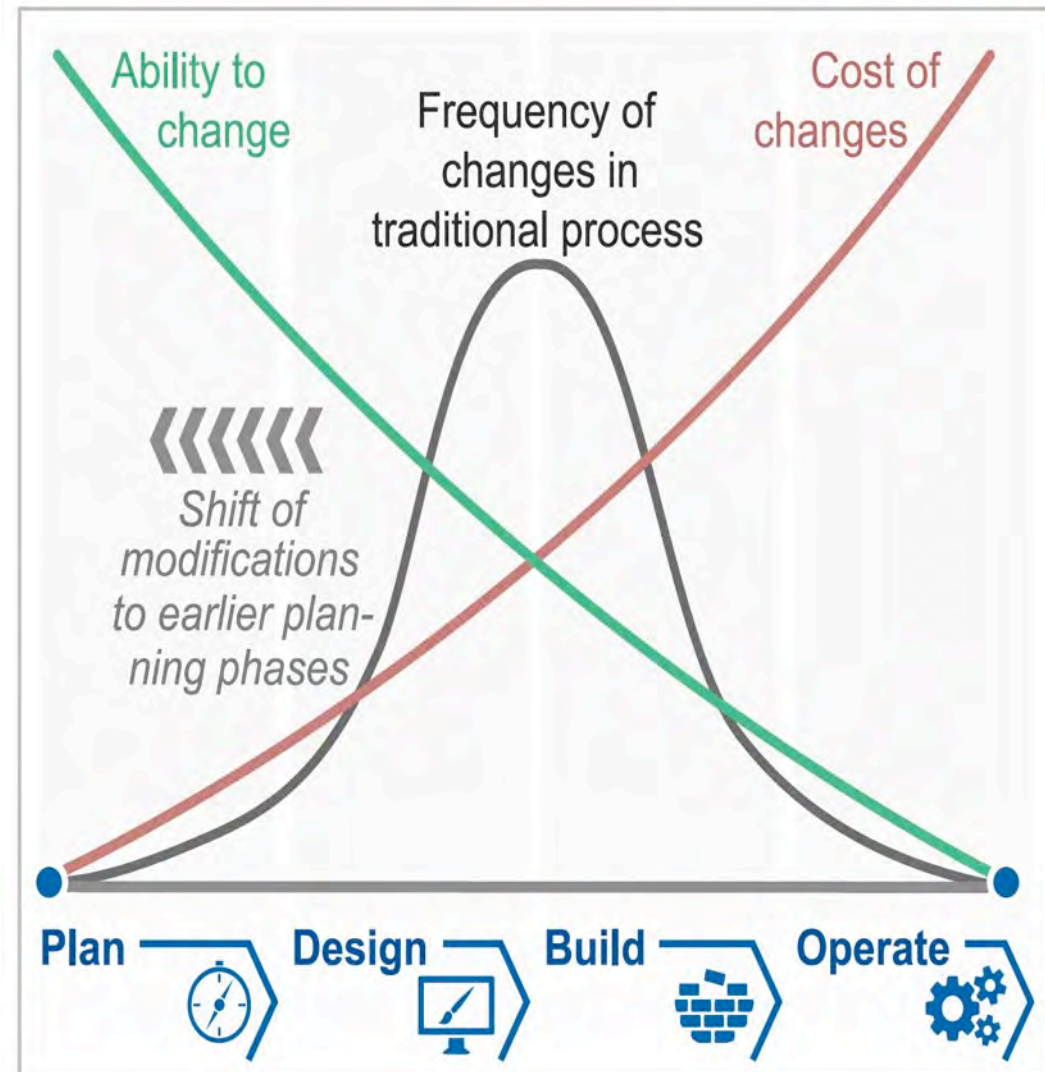 Ability to
change
Frequency of
changes in
traditional process
Cost of
changes
Shift of
modifications
to earlier plan-
ning phases
Plan
Design
Build
Operate